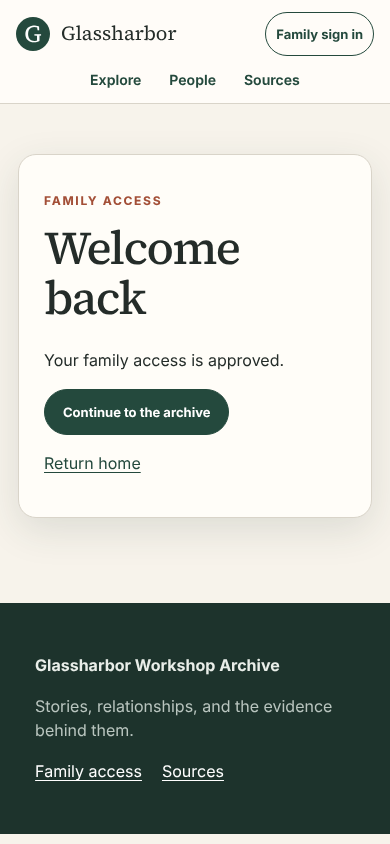 G Glassharbor
Family sign in
Explore People Sources
FAMILY ACCESS
Welcome
back
Your family access is approved.
Continue to the archive
Return home
Glassharbor Workshop Archive
Stories, relationships, and the evidence
behind them.
Family access Sources